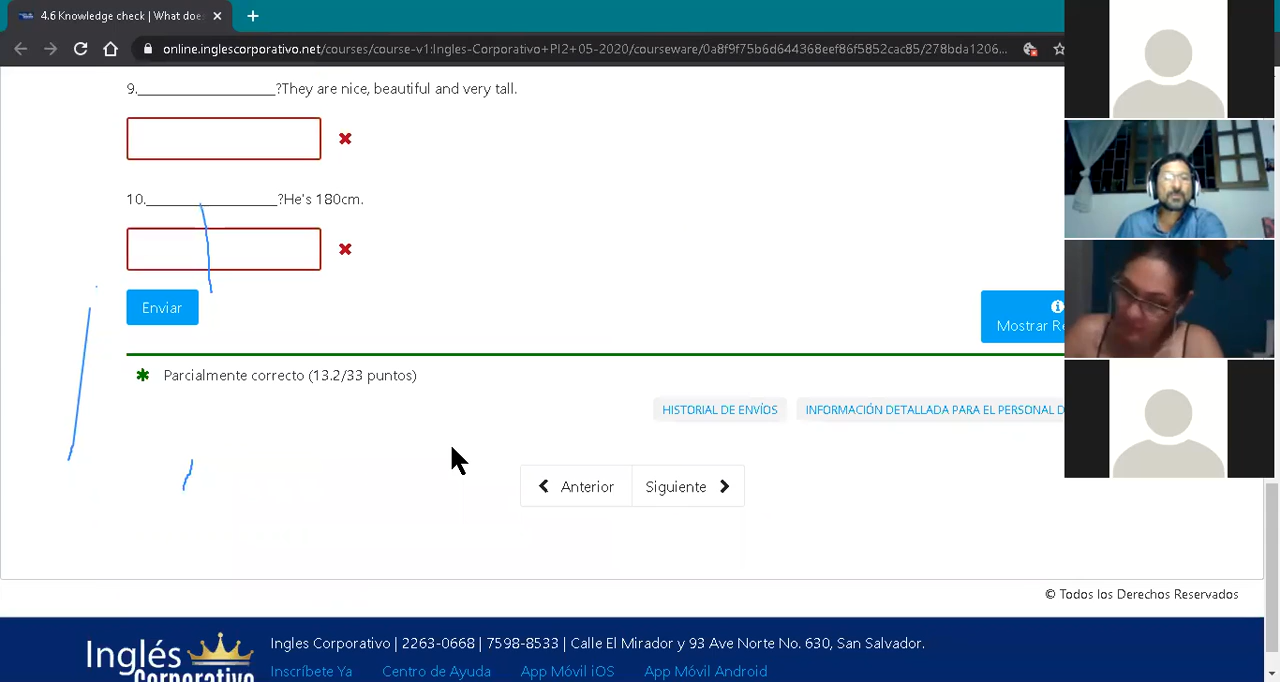 4.6 Knowledge check | What doe
online.inglescorporativo.net/courses/course-v1:Ingles-Corporativo+PI2+05-2020/courseware/0a8f9f75b6d644368eef86f5852cac85/278bda1206...
9.__________________?They are nice, beautiful and very tall.
10.__________________?He's 180cm.
Enviar
Mostrar Re
Parcialmente correcto (13.2/33 puntos)
HISTORIAL DE ENVÍOS
INFORMACIÓN DETALLADA PARA EL PERSONAL D
Anterior
Siguiente
© Todos los Derechos Reservados
Inglés
Corporativo
Ingles Corporativo | 2263-0668 | 7598-8533 | Calle El Mirador y 93 Ave Norte No. 630, San Salvador.
Inscríbete Ya
Centro de Ayuda
App Móvil iOS
App Móvil Android